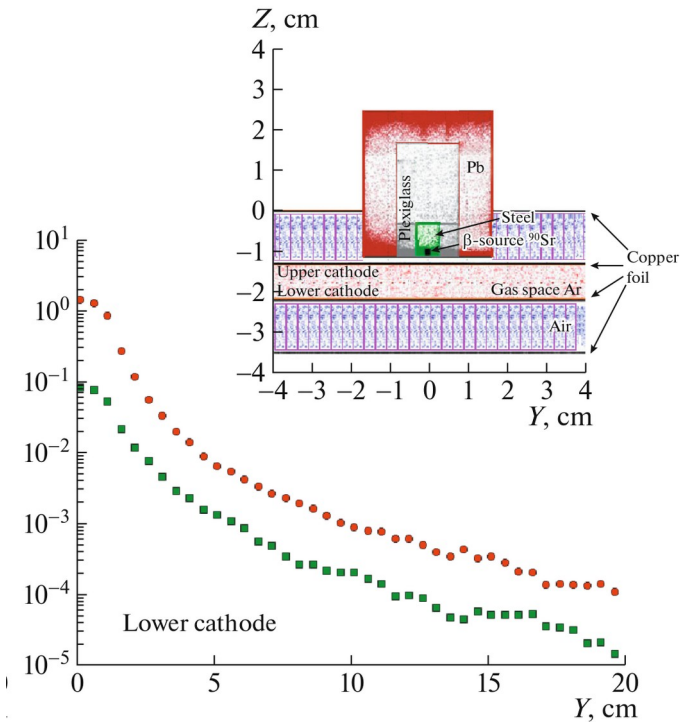 Z, cm
4
3
2
1
0
−1
−2
−3
−4
Plexiglass
Pb
Steel
β-source ⁹⁰Sr
Upper cathode
Lower cathode
Gas space Ar
Air
Copper
foil
−4 −3 −2 −1 0 1 2 3 4
Y, cm
10¹
10⁰
10⁻¹
10⁻²
10⁻³
10⁻⁴
10⁻⁵
Lower cathode
0 5 10 15 20
Y, cm